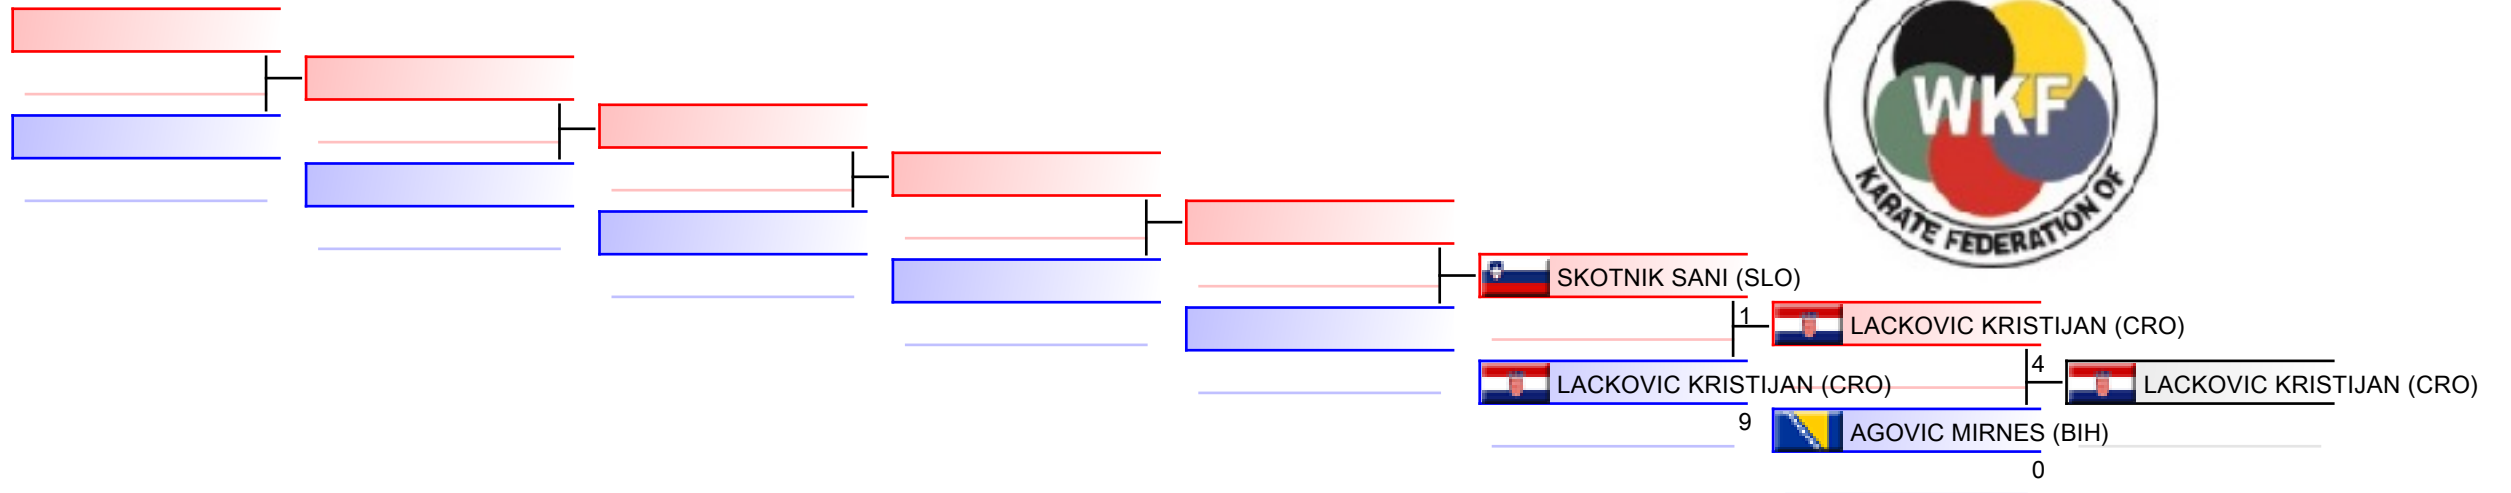 WKF
KARATE FEDERATION OF
SKOTNIK SANI (SLO)
1
LACKOVIC KRISTIJAN (CRO)
4
LACKOVIC KRISTIJAN (CRO)
LACKOVIC KRISTIJAN (CRO)
9
AGOVIC MIRNES (BIH)
0